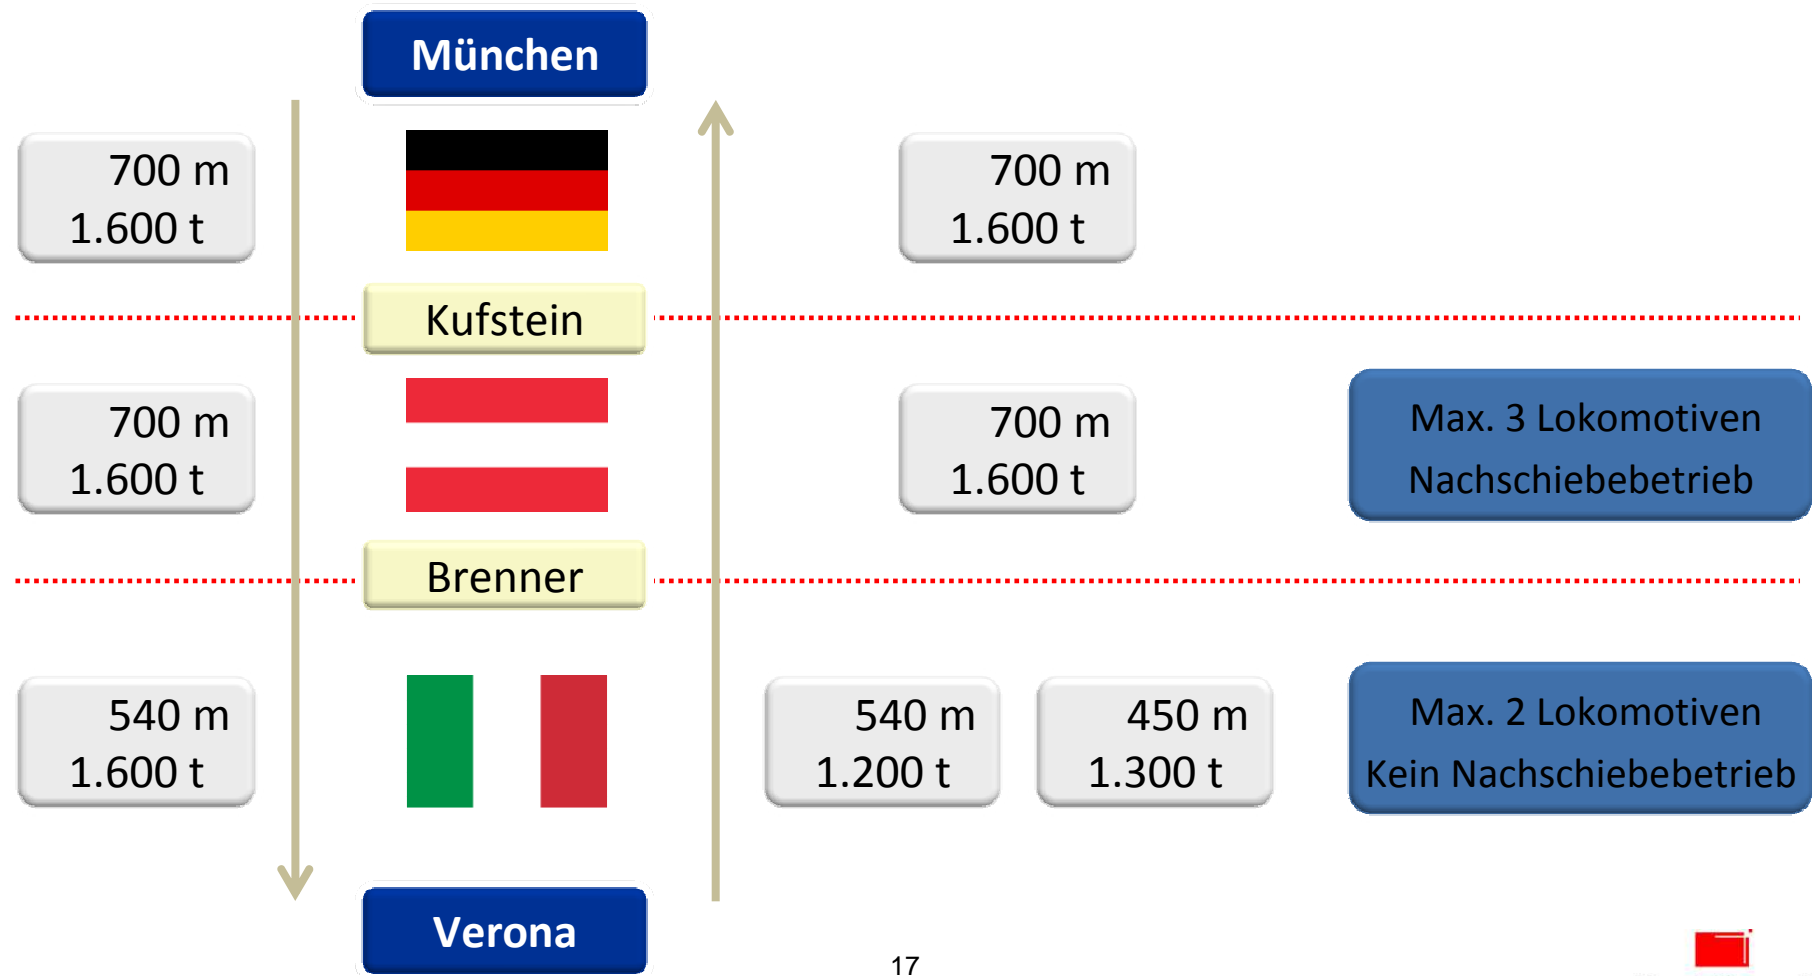 München
700 m
1.600 t
700 m
1.600 t
Kufstein
700 m
1.600 t
700 m
1.600 t
Max. 3 Lokomotiven
Nachschiebebetrieb
Brenner
540 m
1.600 t
540 m
1.200 t
450 m
1.300 t
Max. 2 Lokomotiven
Kein Nachschiebebetrieb
Verona
17